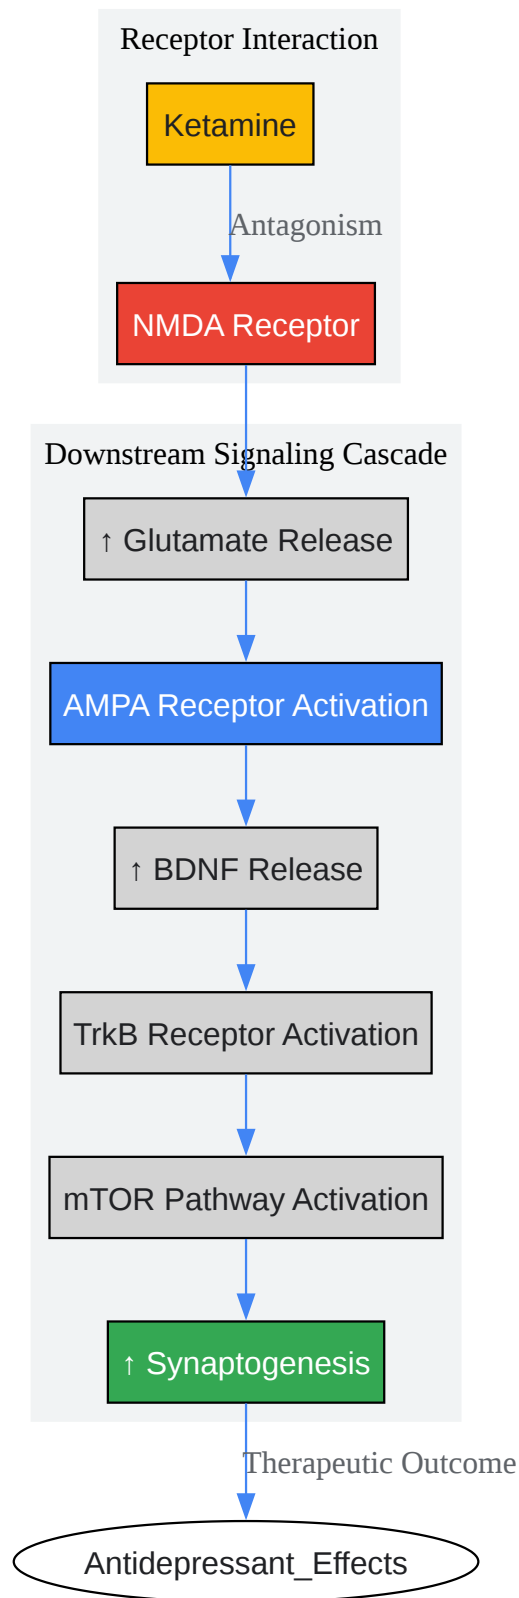 Receptor Interaction
Ketamine
Antagonism
NMDA Receptor
Downstream Signaling Cascade
↑ Glutamate Release
AMPA Receptor Activation
↑ BDNF Release
TrkB Receptor Activation
mTOR Pathway Activation
↑ Synaptogenesis
Therapeutic Outcome
Antidepressant_Effects